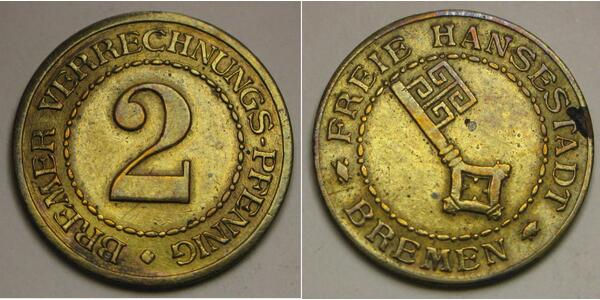 BREMER VERRECHNUNGS-PFENNIG
2
FREIE HANSESTADT
BREMEN